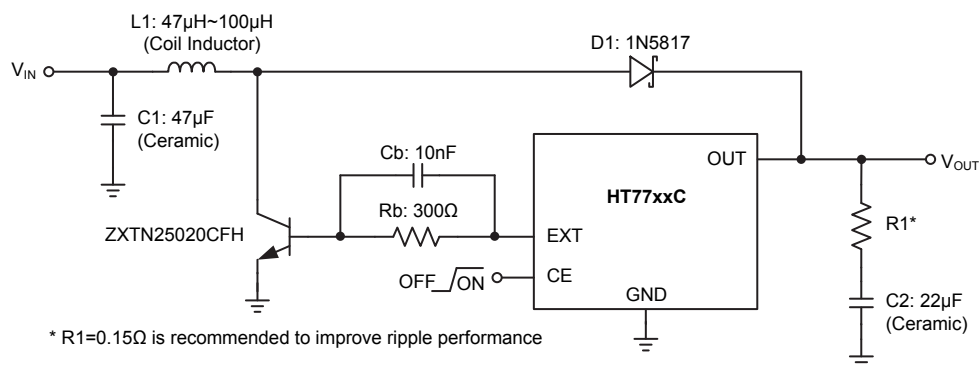 L1: 47µH~100µH
(Coil Inductor)
D1: 1N5817
VIN
C1: 47µF
(Ceramic)
Cb: 10nF
OUT
VOUT
HT77xxC
Rb: 300Ω
R1*
ZXTN25020CFH
EXT
OFF ON
CE
GND
C2: 22µF
(Ceramic)
* R1=0.15Ω is recommended to improve ripple performance